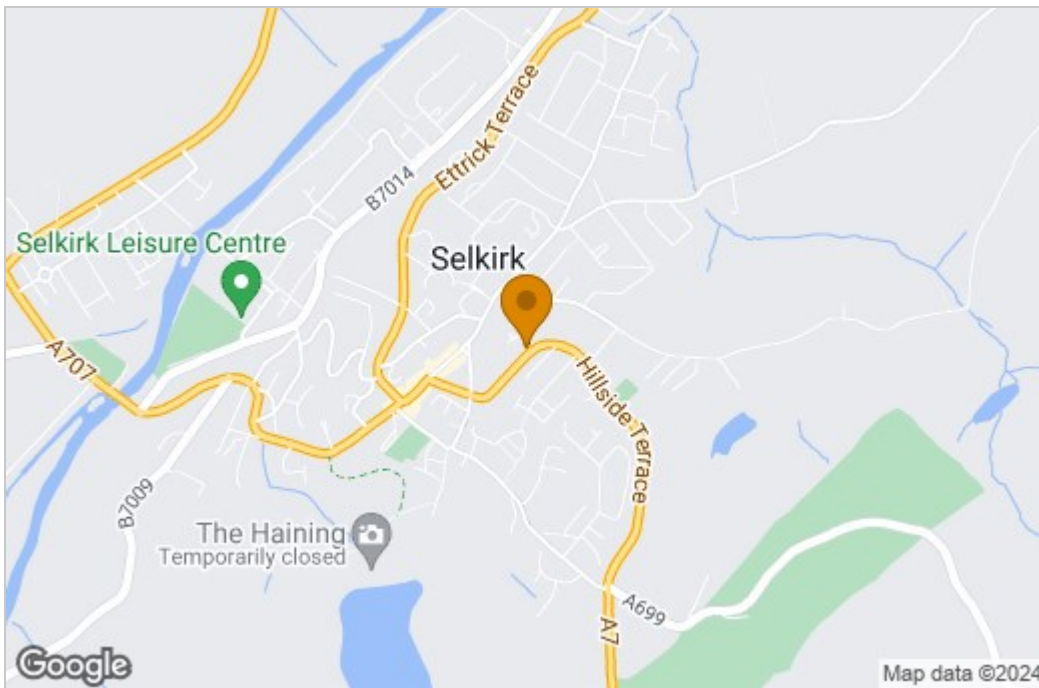 Ettrick Terrace
B7014
Selkirk Leisure Centre
Selkirk
A707
Hillside Terrace
B7009
The Haining
Temporarily closed
A699
A7
Google
Map data ©2024